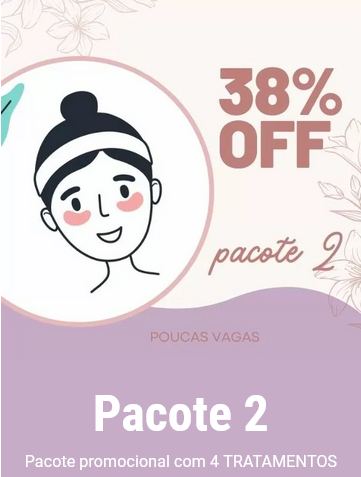 38%
OFF
pacote 2
POUCAS VAGAS
Pacote 2
Pacote promocional com 4 TRATAMENTOS